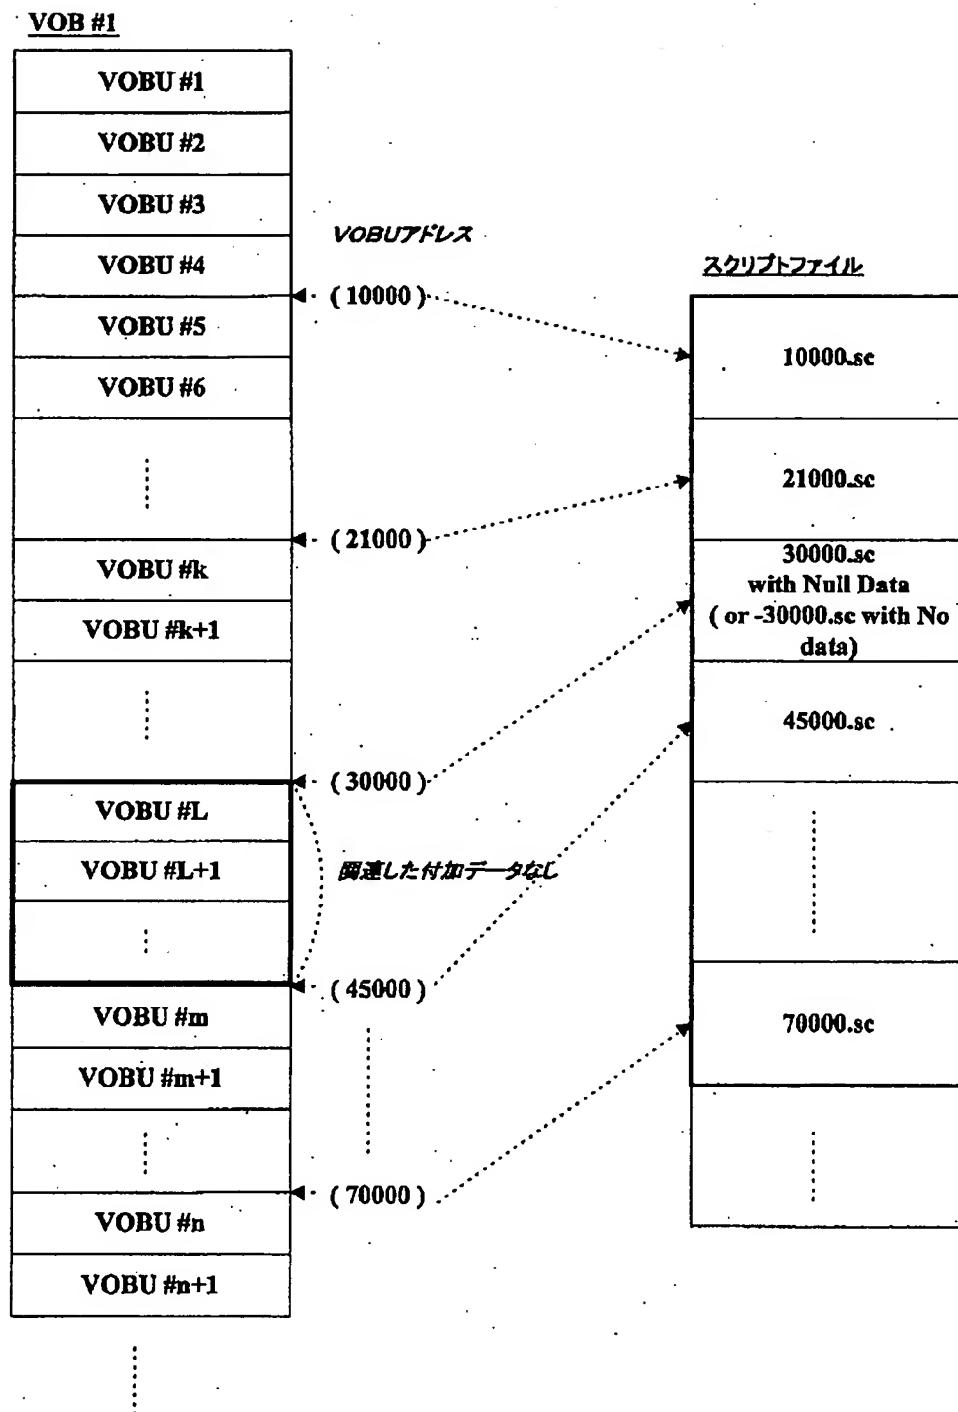 VOB #1
VOBU #1
VOBU #2
VOBU #3
VOBU #4
VOBU #5
VOBU #6
VOBU #k
VOBU #k+1
VOBU #L
VOBU #L+1
VOBU #m
VOBU #m+1
VOBU #n
VOBU #n+1
VOBUアドレス
( 10000 )
( 21000 )
( 30000 )
関連した付加データなし
( 45000 )
( 70000 )
スクリプトファイル
10000.sc
21000.sc
30000.sc
with Null Data
( or -30000.sc with No
data)
45000.sc
70000.sc